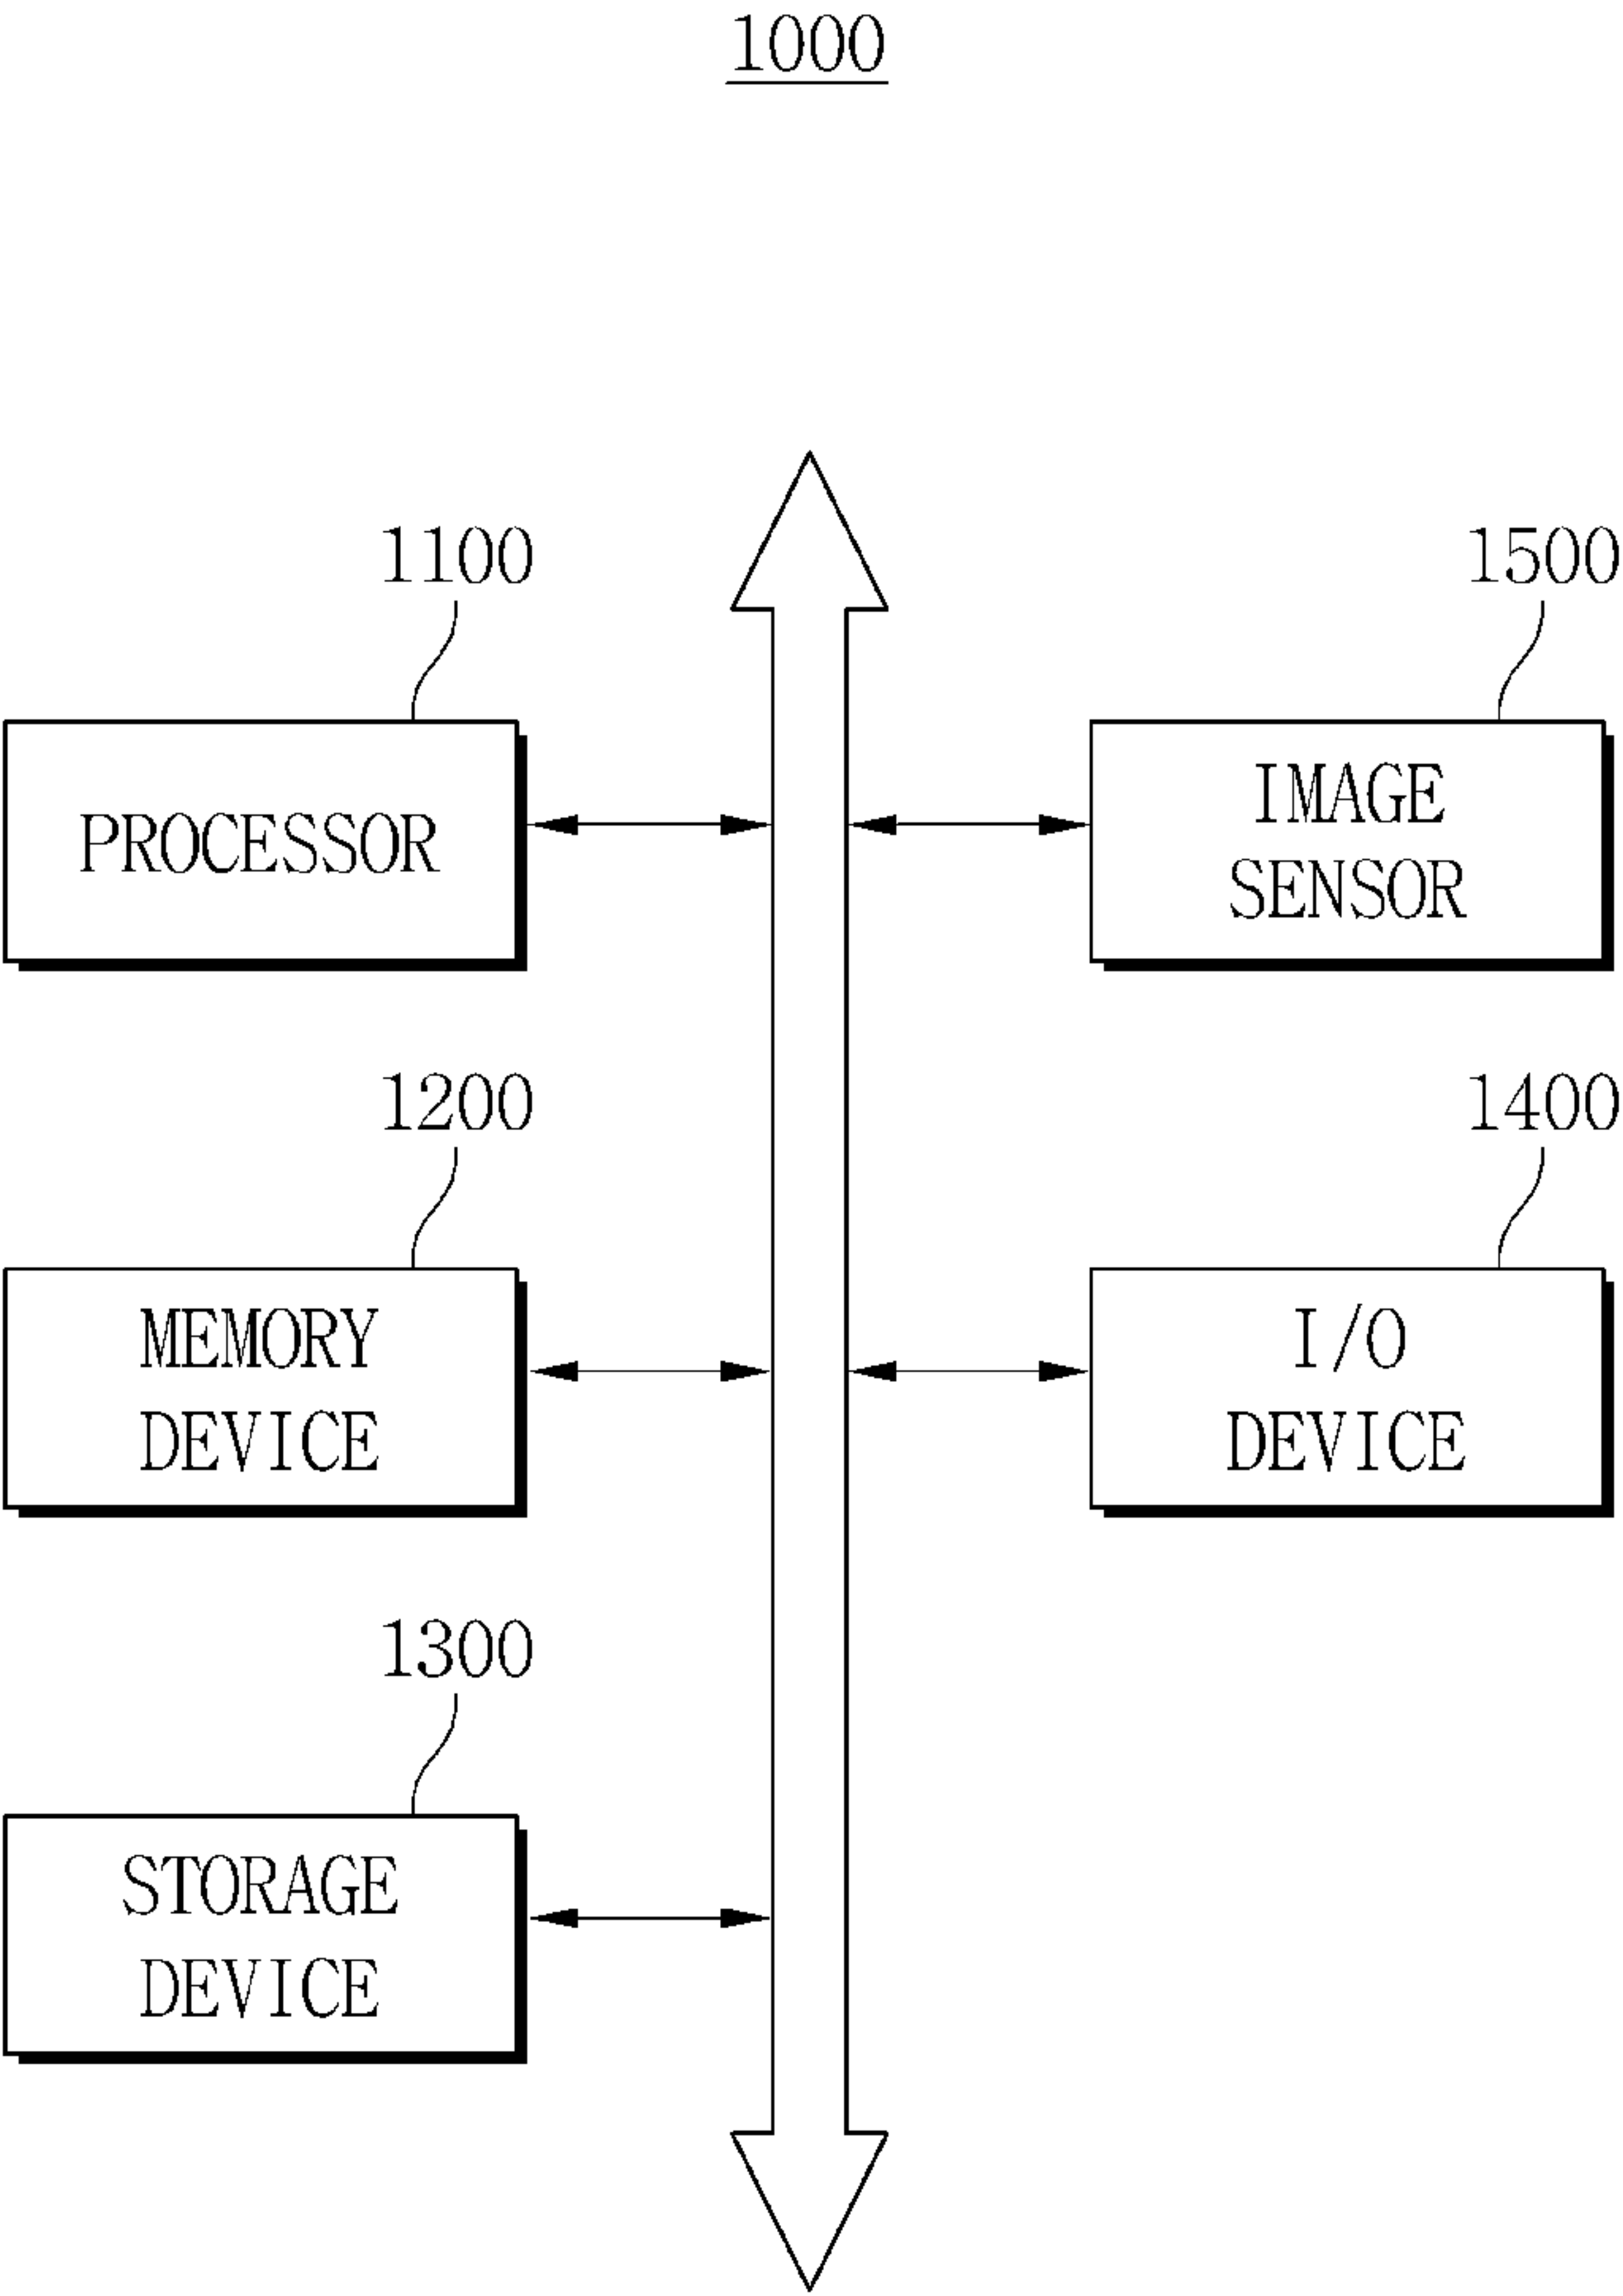 1000
1100
1500
PROCESSOR
IMAGE
SENSOR
1200
1400
MEMORY
DEVICE
I/O
DEVICE
1300
STORAGE
DEVICE